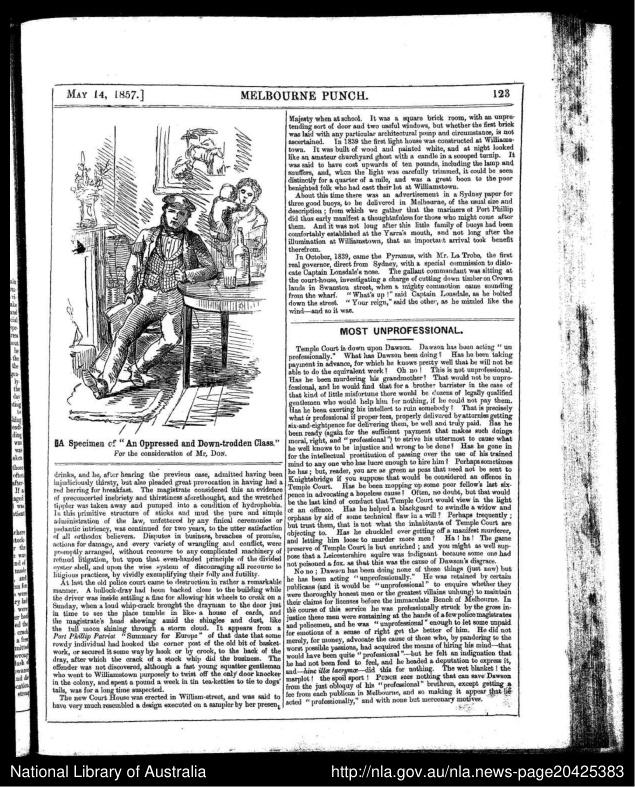 MAY 14, 1857.]
MELBOURNE PUNCH.
123
A Specimen of "An Oppressed and Down-trodden Class."
For the consideration of MR. DON.
drinks, and he, after hearing the previous case, admitted having been
injudiciously thirsty, but also pleaded great provocation in having had a
red herring for breakfast. The magistrate considered this an evidence
of preconcerted inebriety and thirstiness aforethought, and the wretched
tippler was taken away and pumped into a condition of hydrophobia.
In this primitive structure of sticks and mud the pure and simple
administration of the law, unfettered by any finical ceremonies or
pedantic intricacy, was continued for two years, to the utter satisfaction
of all orthodox believers. Disputes in business, breaches of promise,
actions for damage, and every variety of wrangling and conflict, were
promptly arranged, without recourse to any complicated machinery of
refined litigation, but upon that even-handed principle of the divided
oyster shell, and upon the wise system of discouraging all recourse to
litigious practices, by vividly exemplifying their folly and futility.
At last the old police court came to destruction in rather a remarkable
manner. A bullock-dray had been backed close to the building while
the driver was inside settling a fine for allowing his wheels to creak on a
Sunday, when a loud whip-crack brought the drayman to the door just
in time to see the place tumble in like a house of cards, and
the magistrate's head showing amid the shingles and dust, like
the full moon shining through a storm cloud. It appears from a
Port Phillip Patriot "Summary for Europe" of that date that some
rowdy individual had hooked the corner post of the old bit of basket-
work, or secured it some way by hook or by crook, to the back of the
dray, after which the crack of a stock whip did the business. The
offender was not discovered, although a fast young squatter gentleman
who went to Williamstown purposely to twist off the only door knocker
in the colony, and spent a pound a week in tin tea-kettles to tie to dogs'
tails, was for a long time suspected.
The new Court House was erected in William-street, and was said to
have very much resembled a design executed on a sampler by her present
Majesty when at school. It was a square brick room, with an unpre-
tending sort of door and two useful windows, but whether the first brick
was laid with any particular architectural pomp and circumstance, is not
ascertained. In 1839 the first light house was constructed at Williams-
town. It was built of wood and painted white, and at night looked
like an amateur churchyard ghost with a candle in a scooped turnip. It
was said to have cost upwards of ten pounds, including the lamp and
snuffers, and, when the light was carefully trimmed, it could be seen
distinctly for a quarter of a mile, and was a great boon to the poor
benighted folk who had cast their lot at Williamstown.
About this time there was an advertisement in a Sydney paper for
three good buoys, to be delivered in Melbourne, of the usual size and
description; from which we gather that the mariners of Port Phillip
did thus early manifest a thoughtfulness for those who might come after
them. And it was not long after this little family of buoys had been
comfortably established at the Yarra's mouth, and not long after the
illumination at Williamstown, that an important arrival took benefit
therefrom.
In October, 1839, came the Pyramus, with Mr. La Trobe, the first
real governor, direct from Sydney, with a special commission to dislo-
cate Captain Lonsdale's nose. The gallant commandant was sitting at
the court-house, investigating a charge of cutting down timber on Crown
lands in Swanston street, when a mighty commotion came sounding
from the wharf. "What's up!" said Captain Lonsdale, as he bolted
down the street. "Your reign," said the other, as he mizzled like the
wind—and so it was.
MOST UNPROFESSIONAL.
Temple Court is down upon Dawson. Dawson has been acting "un
professionally." What has Dawson been doing? Has he been taking
payment in advance, for which he knows pretty well that he will not be
able to do the equivalent work? Oh no! This is not unprofessional.
Has he been murdering his grandmother? That would not be unpro-
fessional, and he would find that for a brother barrister in the case of
that kind of little misfortune there would be dozens of legally qualified
gentlemen who would help him for nothing, if he could not pay them.
Has he been exerting his intellect to ruin somebody? That is precisely
what is professional if proper fees, properly delivered by attornies getting
six-and-eightpence for delivering them, be well and truly paid. Has he
been ready (again for the sufficient payment that makes such doings
moral, right, and "professional") to strive his uttermost to cause what
he well knows to be injustice and wrong to be done? Has he gone in
for the intellectual prostitution of passing over the use of his trained
mind to any one who has lucre enough to hire him? Perhaps sometimes
he has; but, reader, you are as green as peas that need not be sent to
Knightsbridge if you suppose that would be considered an offence in
Temple Court. Has he been mopping up some poor fellow's last six-
pence in advocating a hopeless cause? Often, no doubt, but that would
be the last kind of conduct that Temple Court would view in the light
of an offence. Has he helped a blackguard to swindle a widow and
orphans by aid of some technical flaw in a will? Perhaps frequently;
but trust them, that is not what the inhabitants of Temple Court are
objecting to. Has he chuckled over getting off a manifest murderer,
and letting him loose to murder more men? Ha! ha! The game
preserve of Temple Court is but enriched; and you might as well sup-
pose that a Leicestershire squire was indignant because some one had
not poisoned a fox, as that this was the cause of Dawson's disgrace.
No no; Dawson has been doing none of these things (just now) but
he has been acting "unprofessionally." He was retained by certain
publicans (and it would be "unprofessional" to enquire whether they
were thoroughly honest men or the greatest villains unhung) to maintain
their claims for licenses before the immaculate Bench of Melbourne. In
the course of this service he was professionally struck by the gross in-
justice these men were sustaining at the hands of a few police magistrates
and policemen, and he was "unprofessional" enough to let some unpaid
for emotions of a sense of right get the better of him. He did not
merely, for money, advocate the cause of those who, by pandering to the
worst possible passions, had acquired the means of hiring his mind—that
would have been quite "professional"—but he felt an indignation that
he had not been feed to feel, and he headed a deputation to express it,
and—hinc illæ lacrymæ—did this for nothing. The wet blanket! the
marplot! the spoil sport! PUNCH sees nothing that can save Dawson
from the just obloquy of his "professional" brethren, except getting a
fee from each publican in Melbourne, and so making it appear that he
acted "professionally," and with none but mercenary motives.
National Library of Australia
http://nla.gov.au/nla.news-page20425383